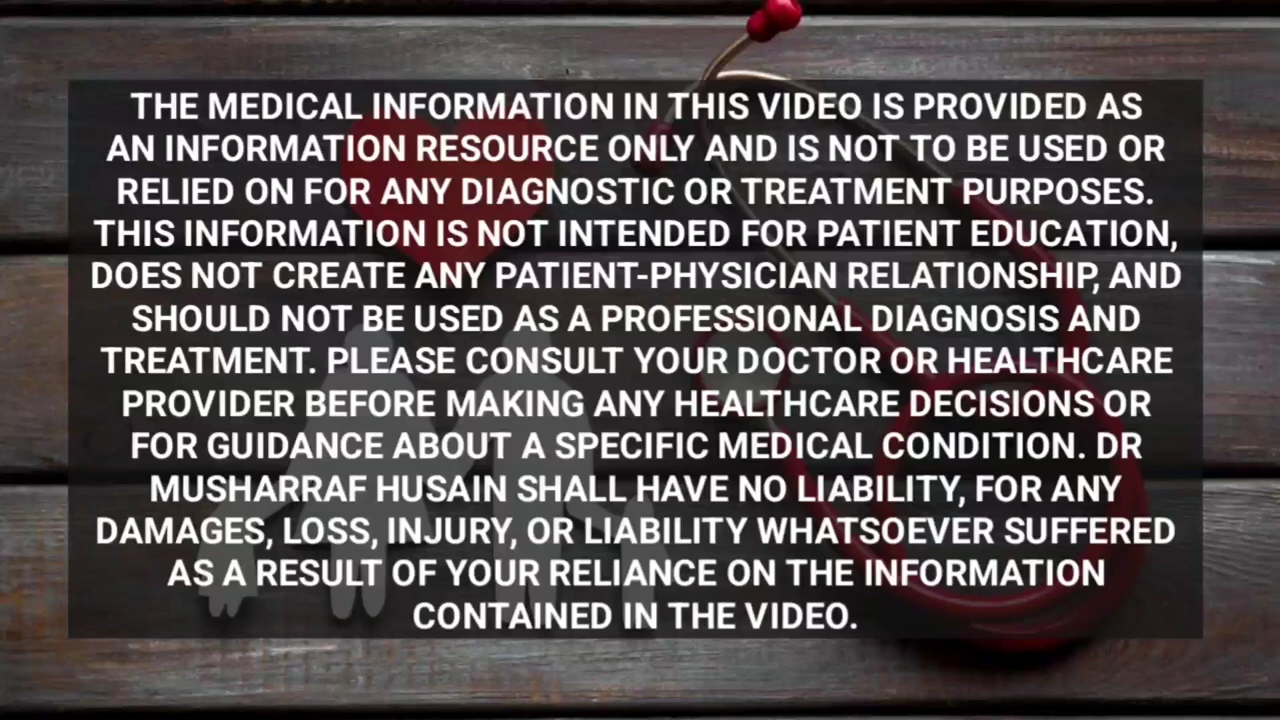 THE MEDICAL INFORMATION IN THIS VIDEO IS PROVIDED AS
AN INFORMATION RESOURCE ONLY AND IS NOT TO BE USED OR
RELIED ON FOR ANY DIAGNOSTIC OR TREATMENT PURPOSES.
THIS INFORMATION IS NOT INTENDED FOR PATIENT EDUCATION,
DOES NOT CREATE ANY PATIENT-PHYSICIAN RELATIONSHIP, AND
SHOULD NOT BE USED AS A PROFESSIONAL DIAGNOSIS AND
TREATMENT. PLEASE CONSULT YOUR DOCTOR OR HEALTHCARE
PROVIDER BEFORE MAKING ANY HEALTHCARE DECISIONS OR
FOR GUIDANCE ABOUT A SPECIFIC MEDICAL CONDITION. DR
MUSHARRAF HUSAIN SHALL HAVE NO LIABILITY, FOR ANY
DAMAGES, LOSS, INJURY, OR LIABILITY WHATSOEVER SUFFERED
AS A RESULT OF YOUR RELIANCE ON THE INFORMATION
CONTAINED IN THE VIDEO.